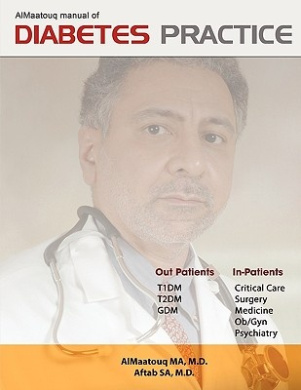 AlMaatouq manual of
DIABETES PRACTICE
Out Patients
T1DM
T2DM
GDM
In-Patients
Critical Care
Surgery
Medicine
Ob/Gyn
Psychiatry
AlMaatouq MA, M.D.
Aftab SA, M.D.